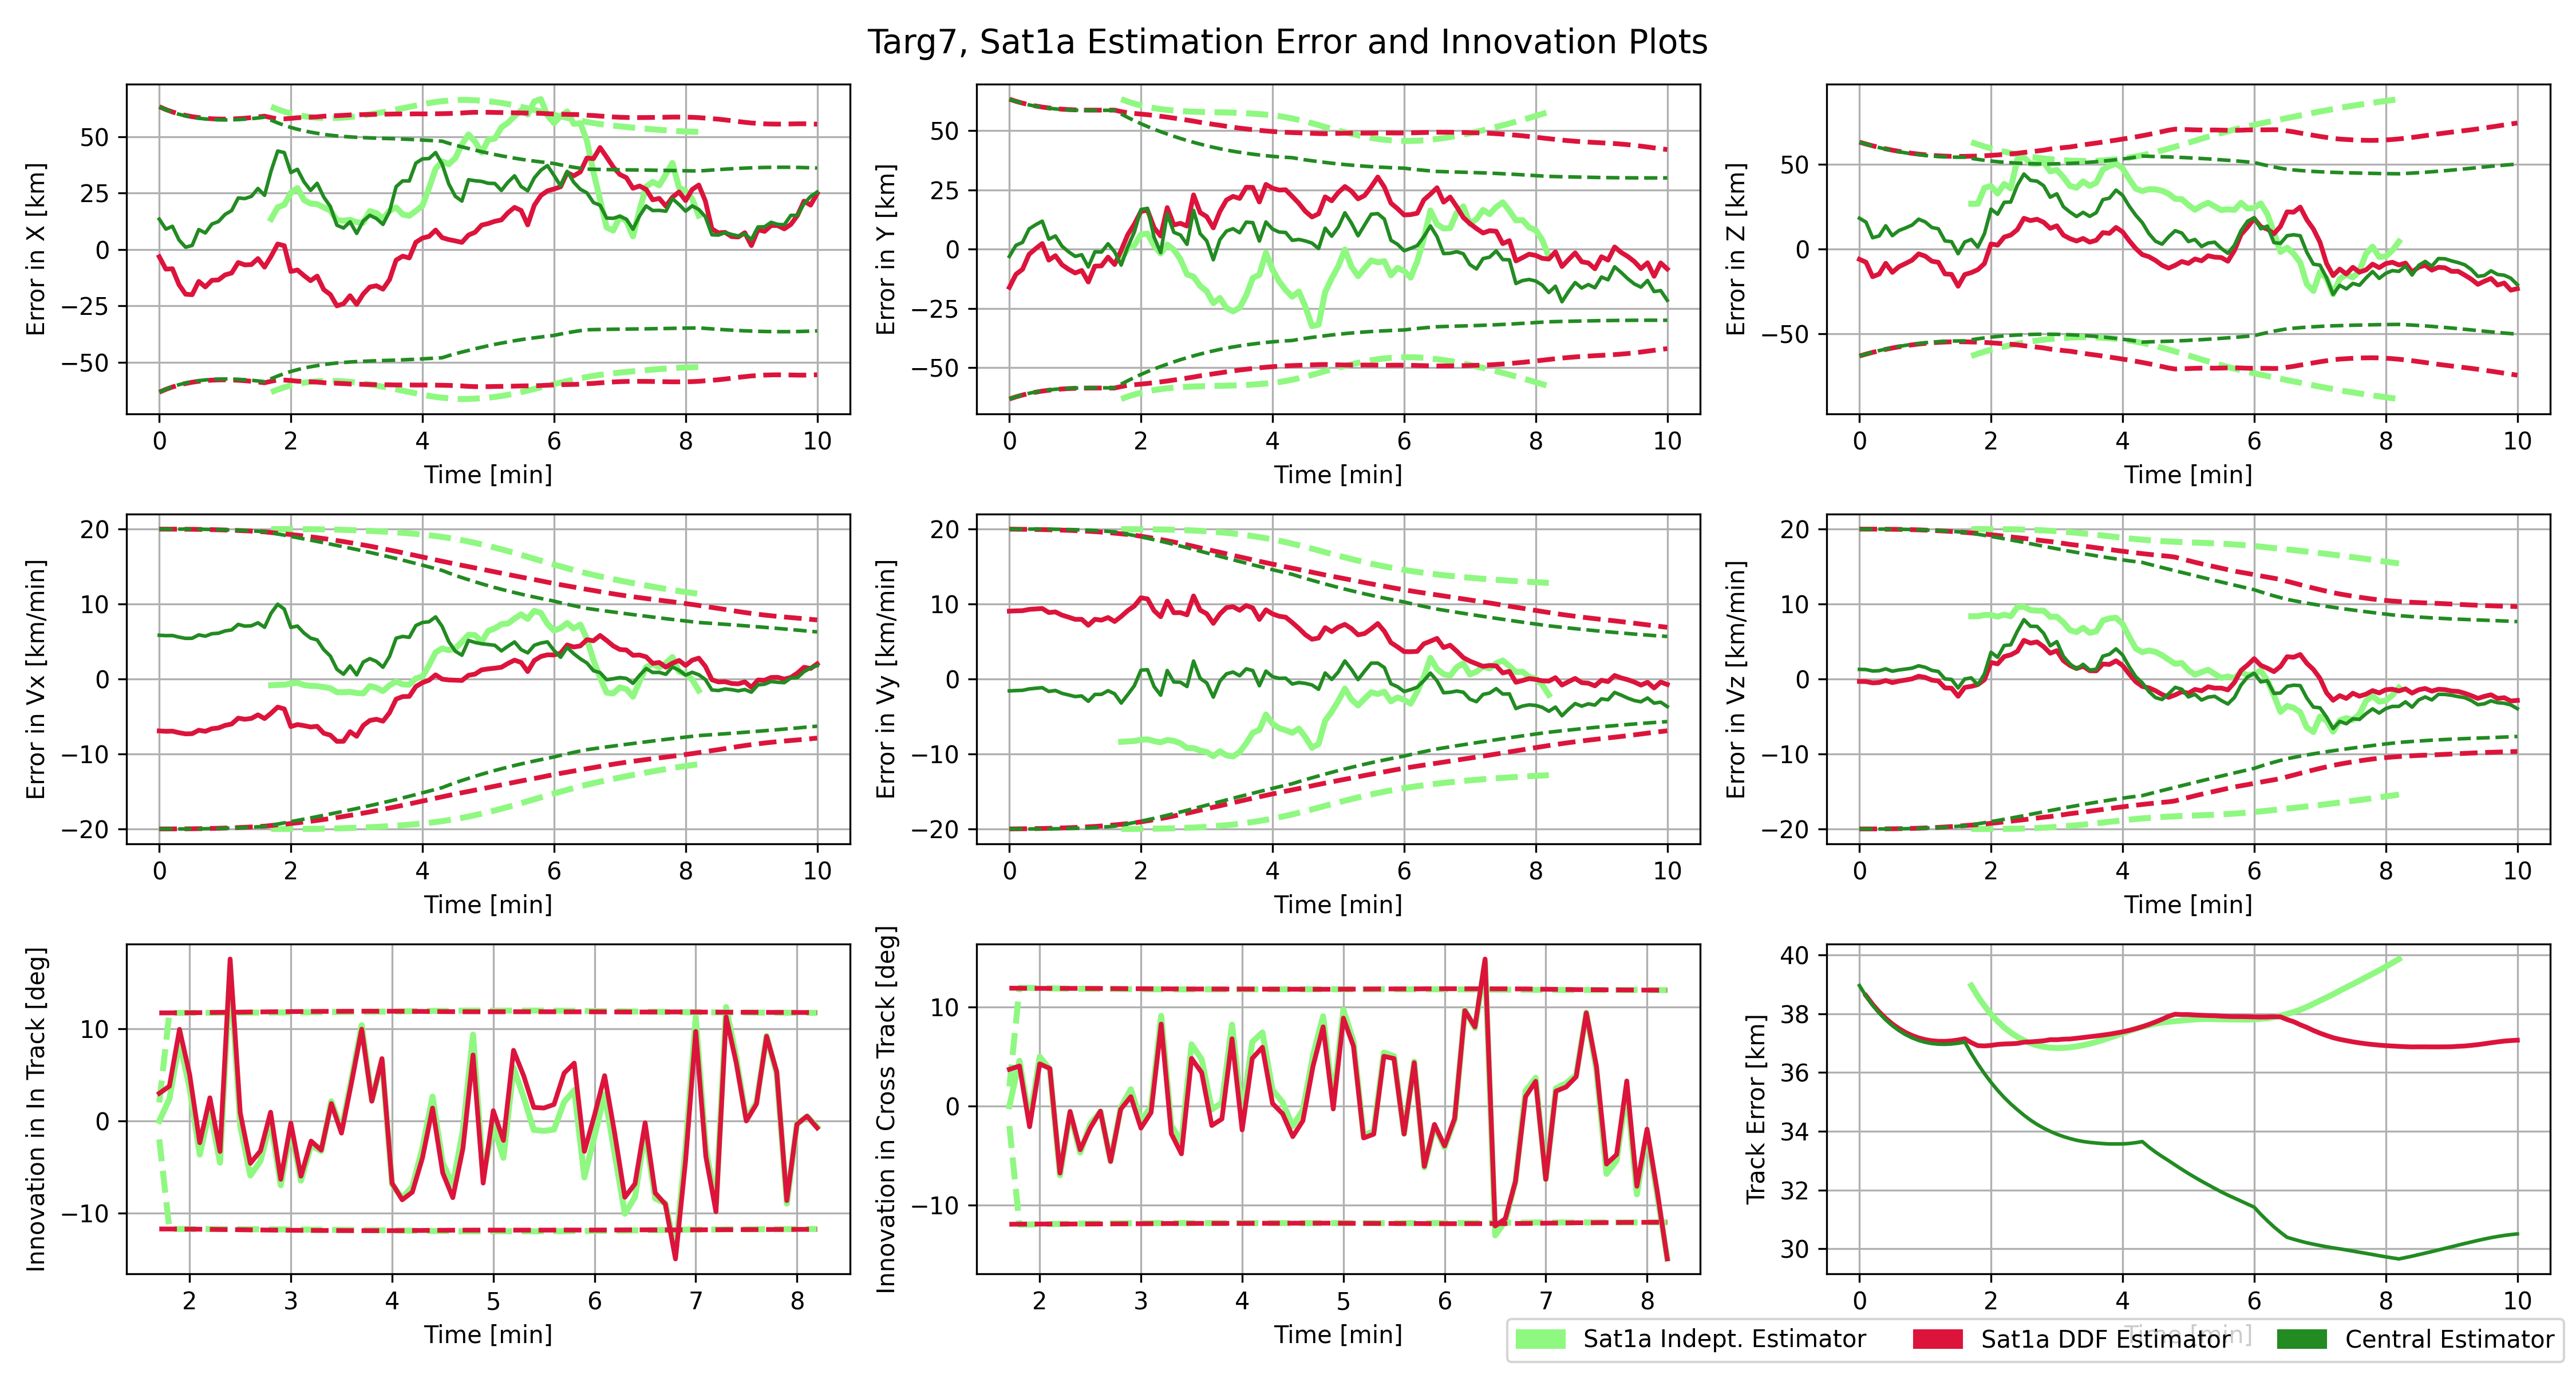 Targ7, Sat1a Estimation Error and Innovation Plots
Error in X [km]
50
25
0
−25
−50
0 2 4 6 8 10
Time [min]
Error in Y [km]
50
25
0
−25
−50
0 2 4 6 8 10
Time [min]
Error in Z [km]
50
0
−50
0 2 4 6 8 10
Time [min]
Error in Vx [km/min]
20
10
0
−10
−20
0 2 4 6 8 10
Time [min]
Error in Vy [km/min]
20
10
0
−10
−20
0 2 4 6 8 10
Time [min]
Error in Vz [km/min]
20
10
0
−10
−20
0 2 4 6 8 10
Time [min]
Innovation in In Track [deg]
10
0
−10
2 3 4 5 6 7 8
Time [min]
Innovation in Cross Track [deg]
10
0
−10
2 3 4 5 6 7 8
Time [min]
Track Error [km]
40
38
36
34
32
30
0 2 4 6 8 10
Time [min]
Sat1a Indept. Estimator Sat1a DDF Estimator Central Estimator